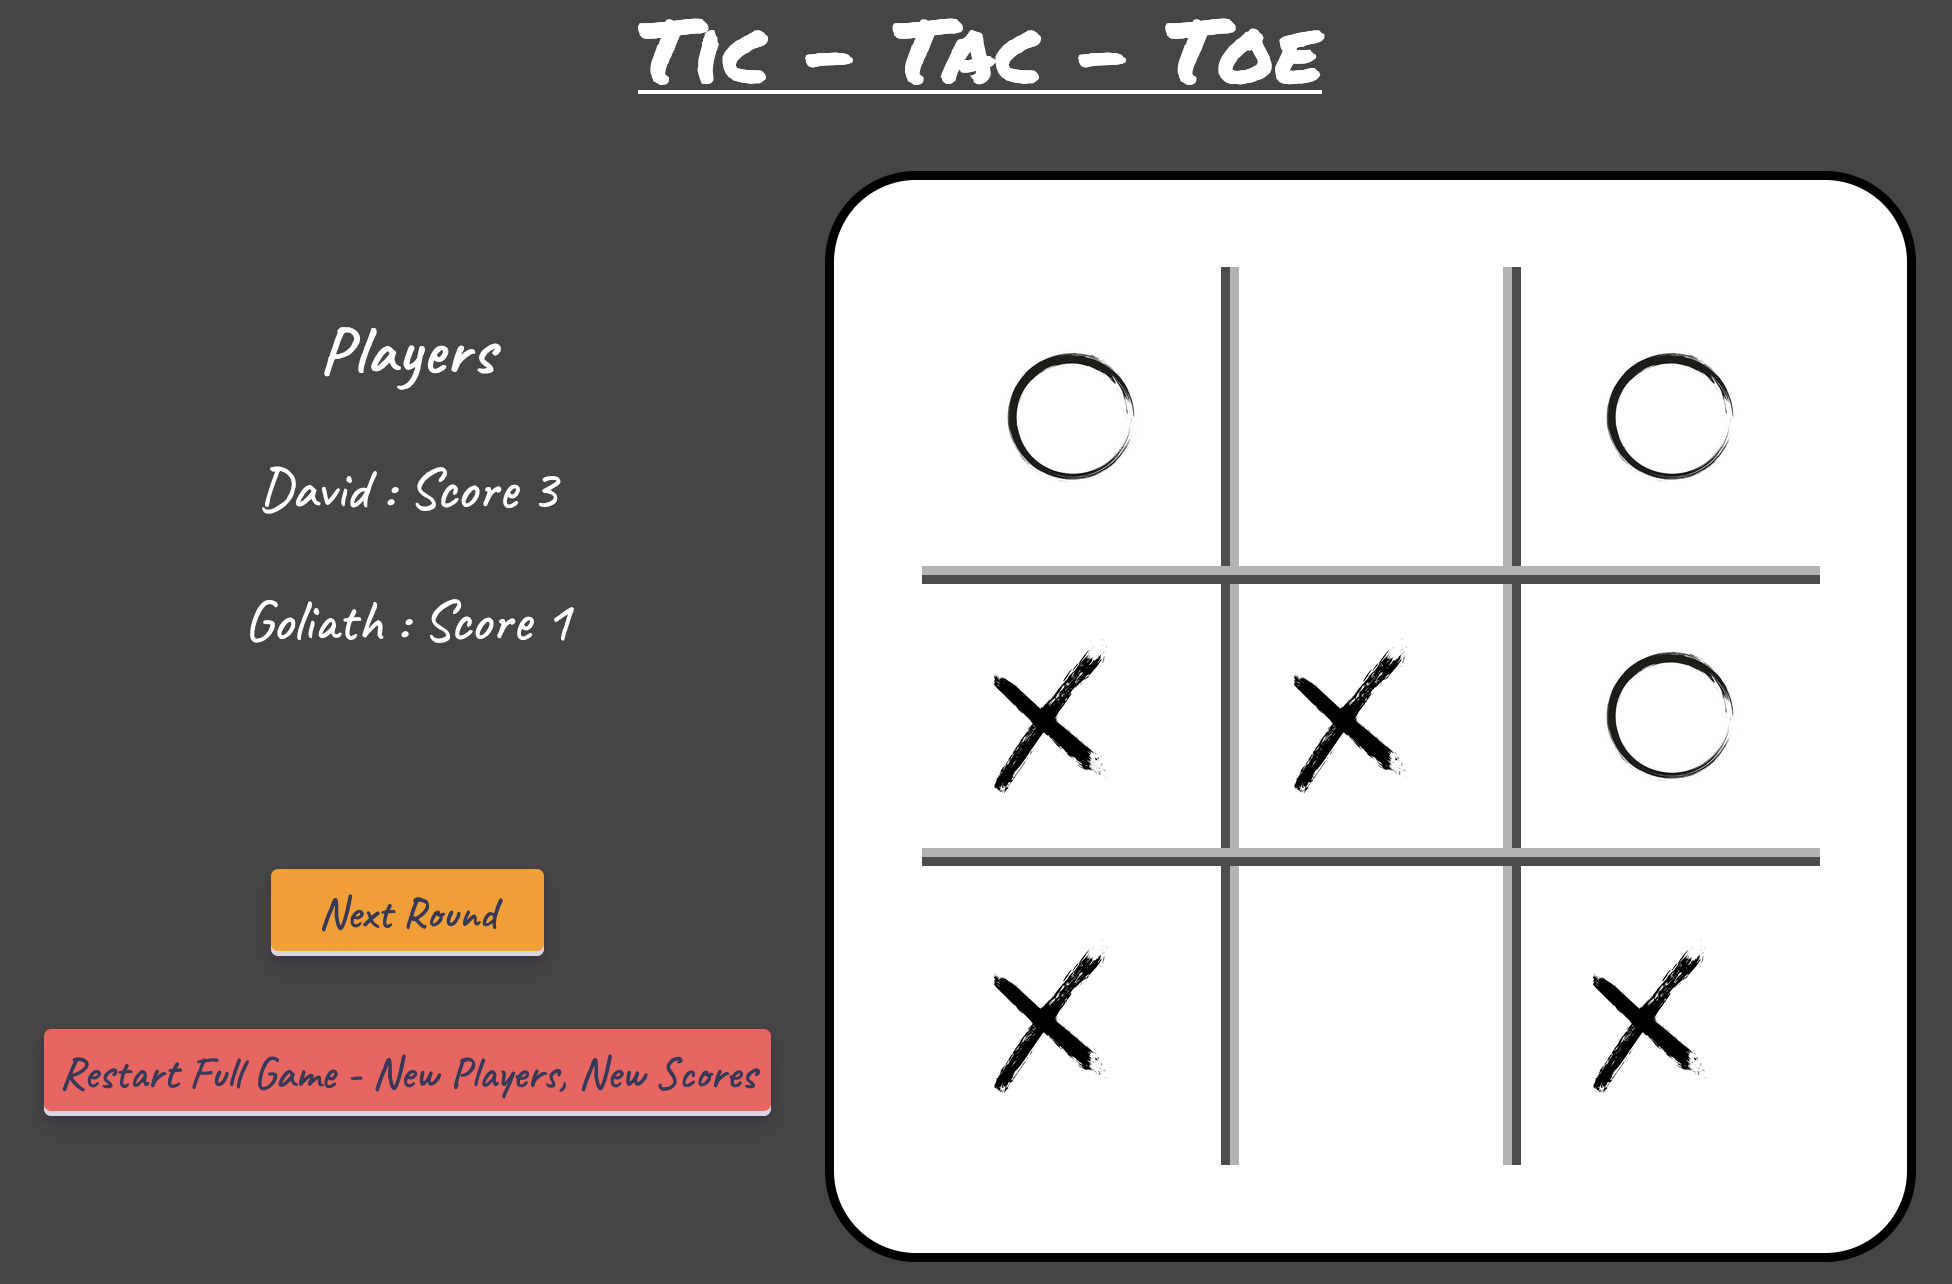 Tic - Tac - Toe
Players
David : Score 3
Goliath : Score 1
Next Round
Restart Full Game - New Players, New Scores